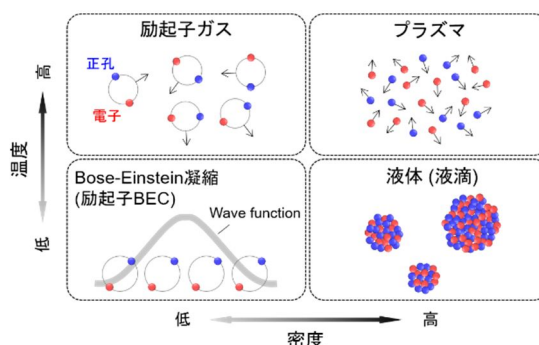 励起子ガス
プラズマ
正孔
電子
高
温度
低
Bose-Einstein凝縮
(励起子BEC)
Wave function
液体 (液滴)
低
高
密度